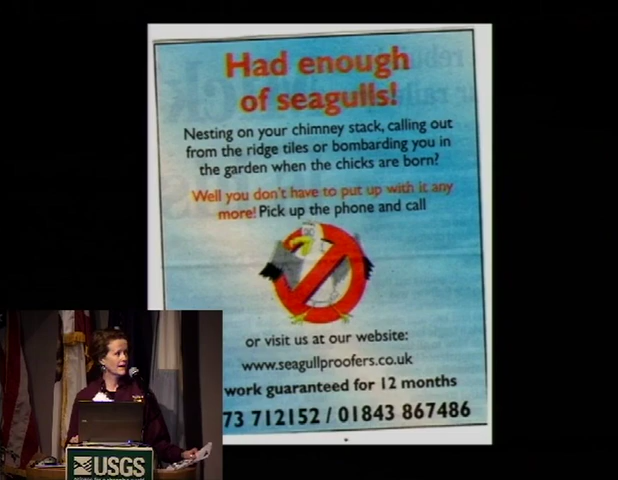 Had enough
of seagulls!
Nesting on your chimney stack, calling out
from the ridge tiles or bombarding you in
the garden when the chicks are born?
Well you don't have to put up with it any
more! Pick up the phone and call
or visit us at our website:
www.seagullproofers.co.uk
work guaranteed for 12 months
73 712152 / 01843 867486
USGS